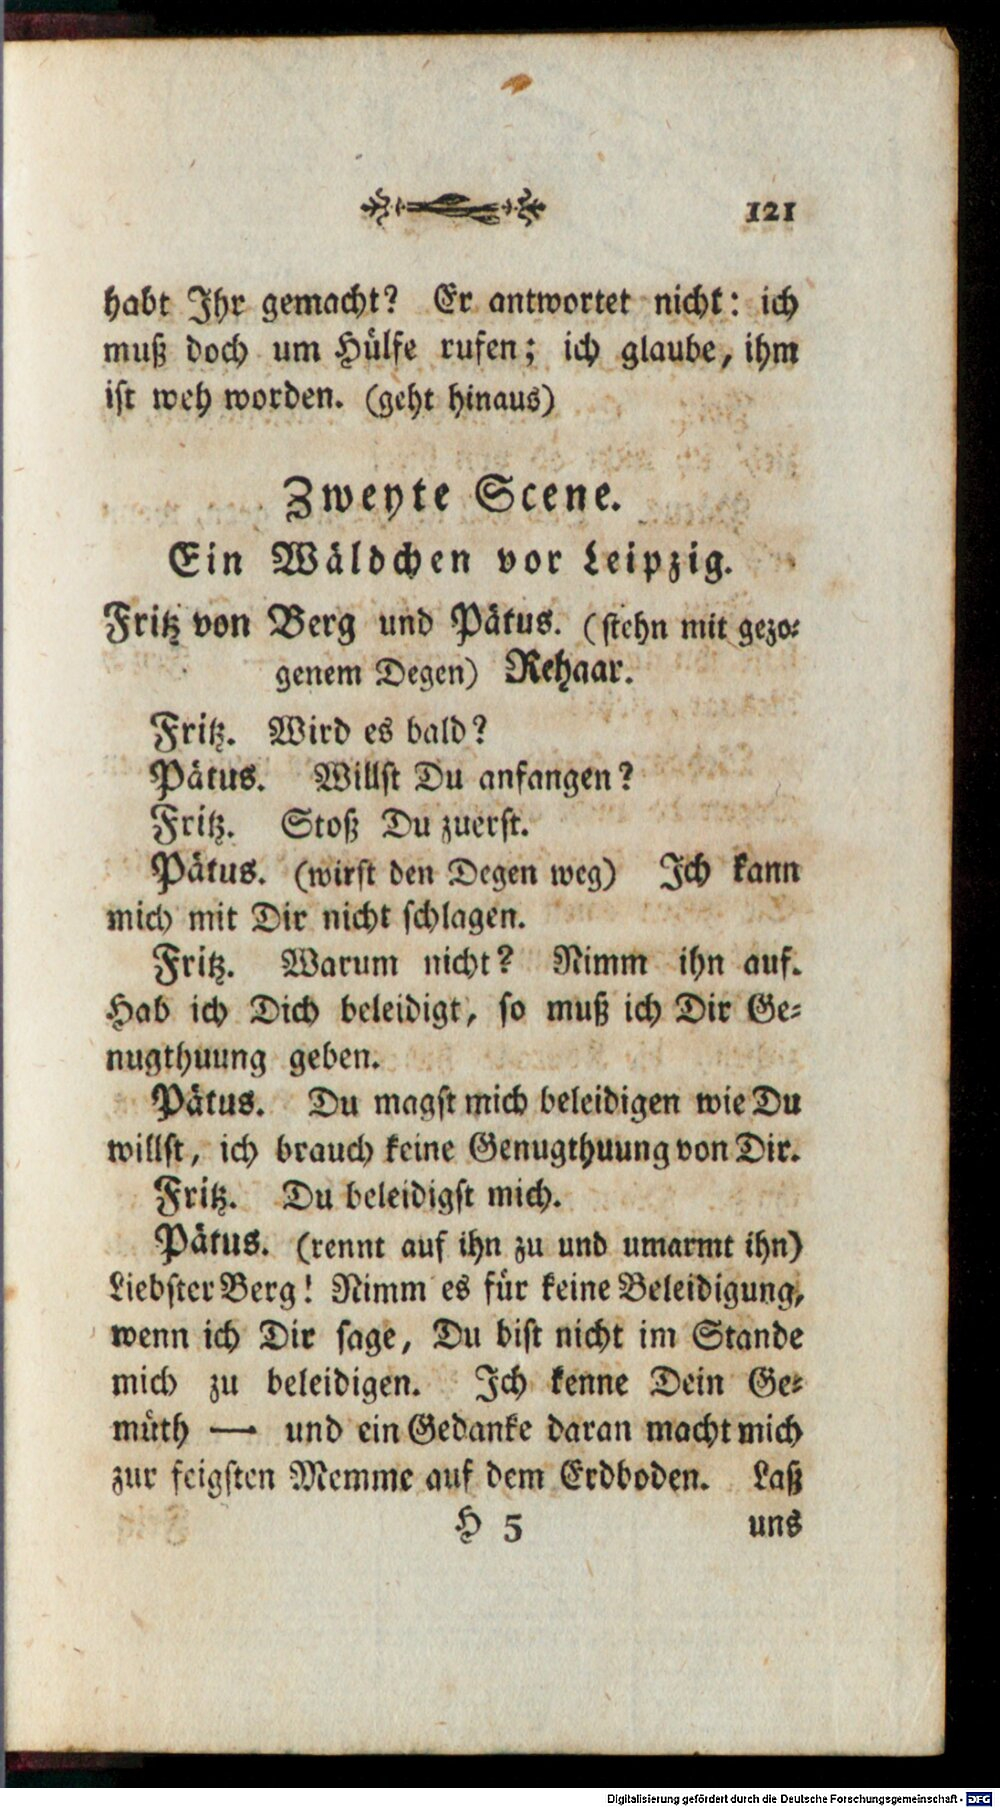 121
habt Ihr gemacht? Er antwortet nicht: ich
muß doch um Hülfe rufen; ich glaube, ihm
ist weh worden. (geht hinaus)
Zweyte Scene.
Ein Wäldchen vor Leipzig.
Fritz von Berg und Pätus. (stehn mit gezo-
genem Degen) Rehaar.
Fritz. Wird es bald?
Pätus. Willst Du anfangen?
Fritz. Stoß Du zuerst.
Pätus. (wirft den Degen weg) Ich kann
mich mit Dir nicht schlagen.
Fritz. Warum nicht? Nimm ihn auf.
Hab ich Dich beleidigt, so muß ich Dir Ge-
nugthuung geben.
Pätus. Du magst mich beleidigen wie Du
willst, ich brauch keine Genugthuung von Dir.
Fritz. Du beleidigst mich.
Pätus. (rennt auf ihn zu und umarmt ihn)
Liebster Berg! Nimm es für keine Beleidigung,
wenn ich Dir sage, Du bist nicht im Stande
mich zu beleidigen. Ich kenne Dein Ge-
müth — und ein Gedanke daran macht mich
zur feigsten Memme auf dem Erdboden. Laß
H 5 uns
Digitalisierung gefördert durch die Deutsche Forschungsgemeinschaft - DFG